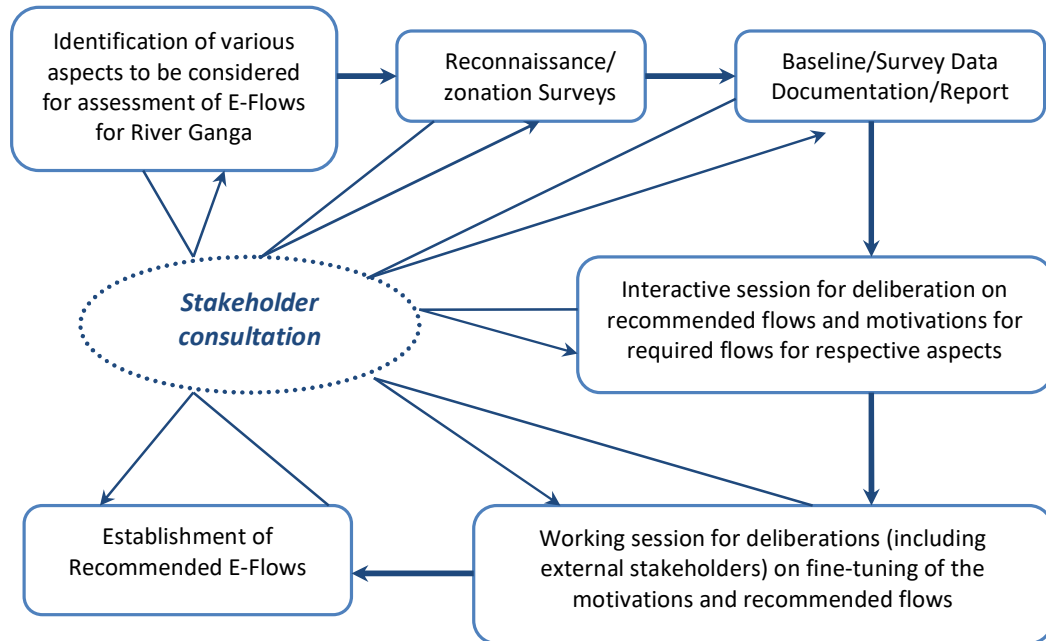 Identification of various
aspects to be considered
for assessment of E-Flows
for River Ganga
Reconnaissance/
zonation Surveys
Baseline/Survey Data
Documentation/Report
Stakeholder
consultation
Interactive session for deliberation on
recommended flows and motivations for
required flows for respective aspects
Establishment of
Recommended E-Flows
Working session for deliberations (including
external stakeholders) on fine-tuning of the
motivations and recommended flows